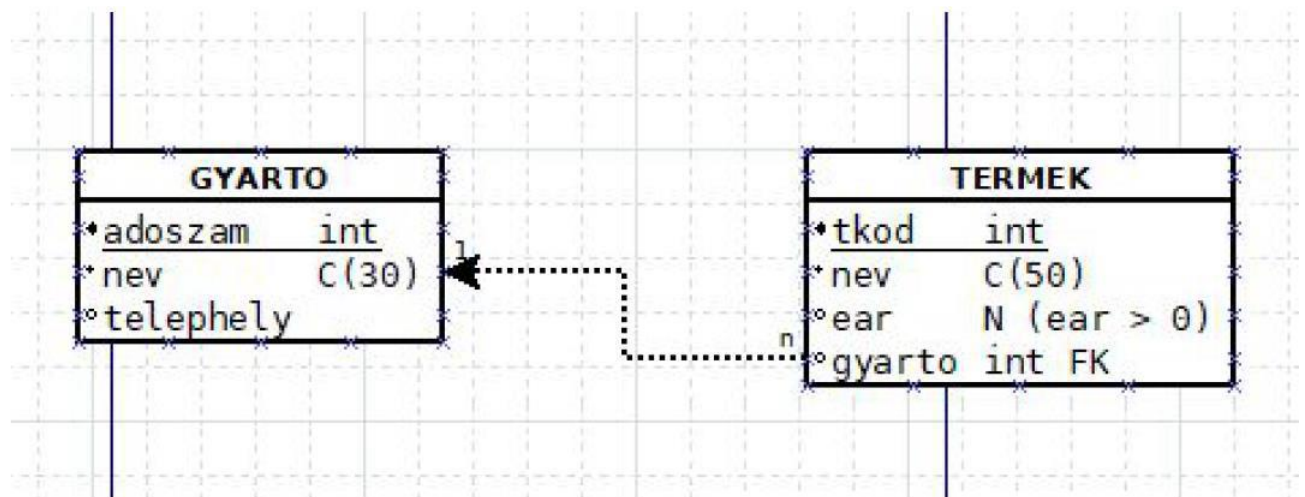 GYARTO
adoszam int
nev C(30)
telephely
1
n
TERMEK
tkod int
nev C(50)
ear N (ear > 0)
gyarto int FK